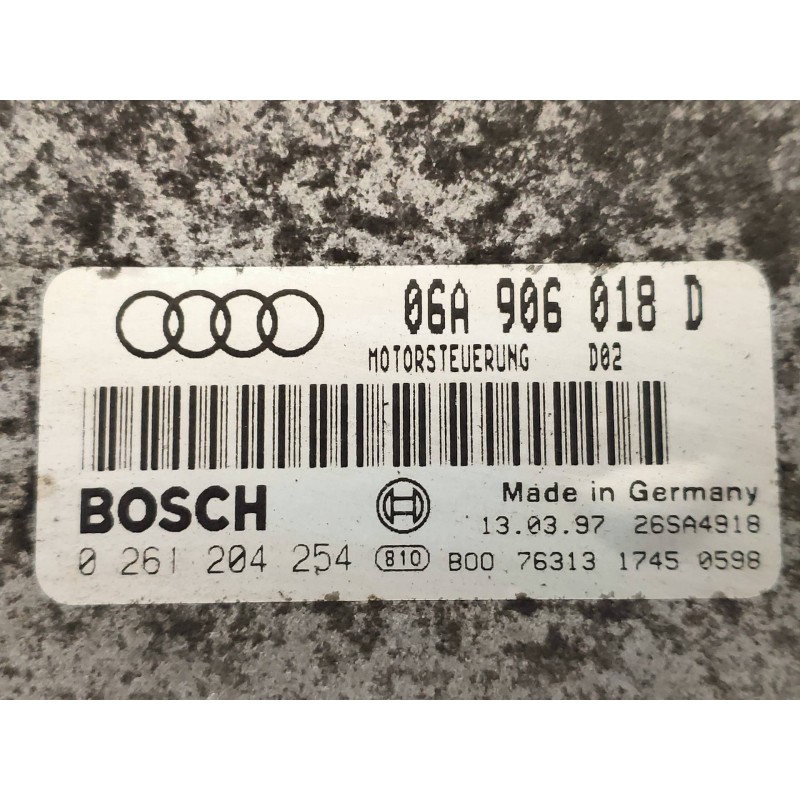 06A 906 018 D
MOTORSTEUERUNG D02
BOSCH
Made in Germany
13.03.97 26SA4918
0 261 204 254 810 B00 76313 1745 0598